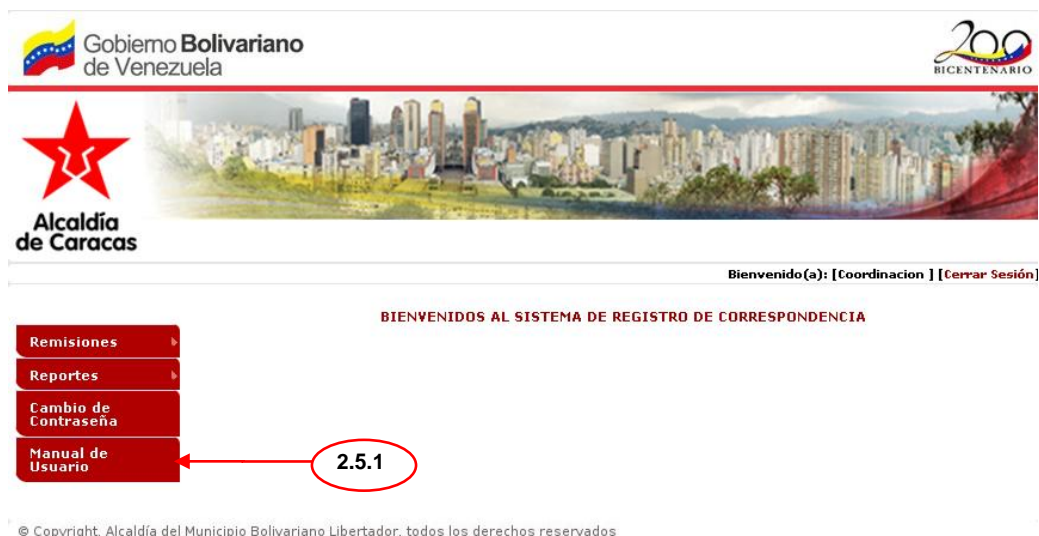 Gobierno Bolivariano
de Venezuela
200
BICENTENARIO
Alcaldía
de Caracas
Bienvenido(a): [Coordinacion ] [Cerrar Sesión]
BIENVENIDOS AL SISTEMA DE REGISTRO DE CORRESPONDENCIA
Remisiones
Reportes
Cambio de
Contraseña
Manual de
Usuario
2.5.1
© Copyright. Alcaldía del Municipio Bolivariano Libertador, todos los derechos reservados